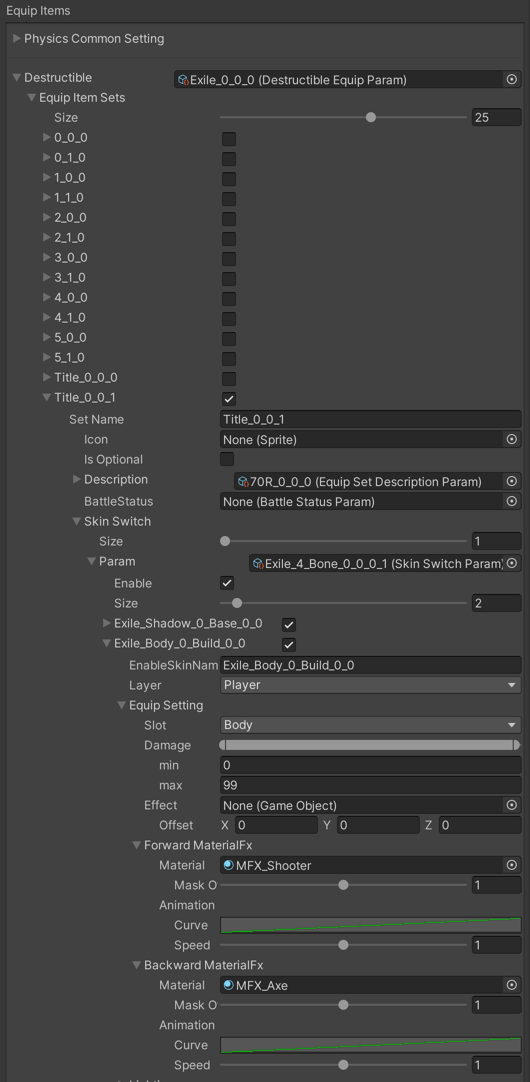 Equip Items
Physics Common Setting
Destructible Exile_0_0_0 (Destructible Equip Param)
Equip Item Sets
Size 25
0_0_0
0_1_0
1_0_0
1_1_0
2_0_0
2_1_0
3_0_0
3_1_0
4_0_0
4_1_0
5_0_0
5_1_0
Title_0_0_0
Title_0_0_1
Set Name Title_0_0_1
Icon None (Sprite)
Is Optional
Description 70R_0_0_0 (Equip Set Description Param)
BattleStatus None (Battle Status Param)
Skin Switch
Size 1
Param Exile_4_Bone_0_0_0_1 (Skin Switch Param)
Enable
Size 2
Exile_Shadow_0_Base_0_0
Exile_Body_0_Build_0_0
EnableSkinNam Exile_Body_0_Build_0_0
Layer Player
Equip Setting
Slot Body
Damage
min 0
max 99
Effect None (Game Object)
Offset X 0 Y 0 Z 0
Forward MaterialFx
Material MFX_Shooter
Mask O 1
Animation
Curve
Speed 1
Backward MaterialFx
Material MFX_Axe
Mask O 1
Animation
Curve
Speed 1